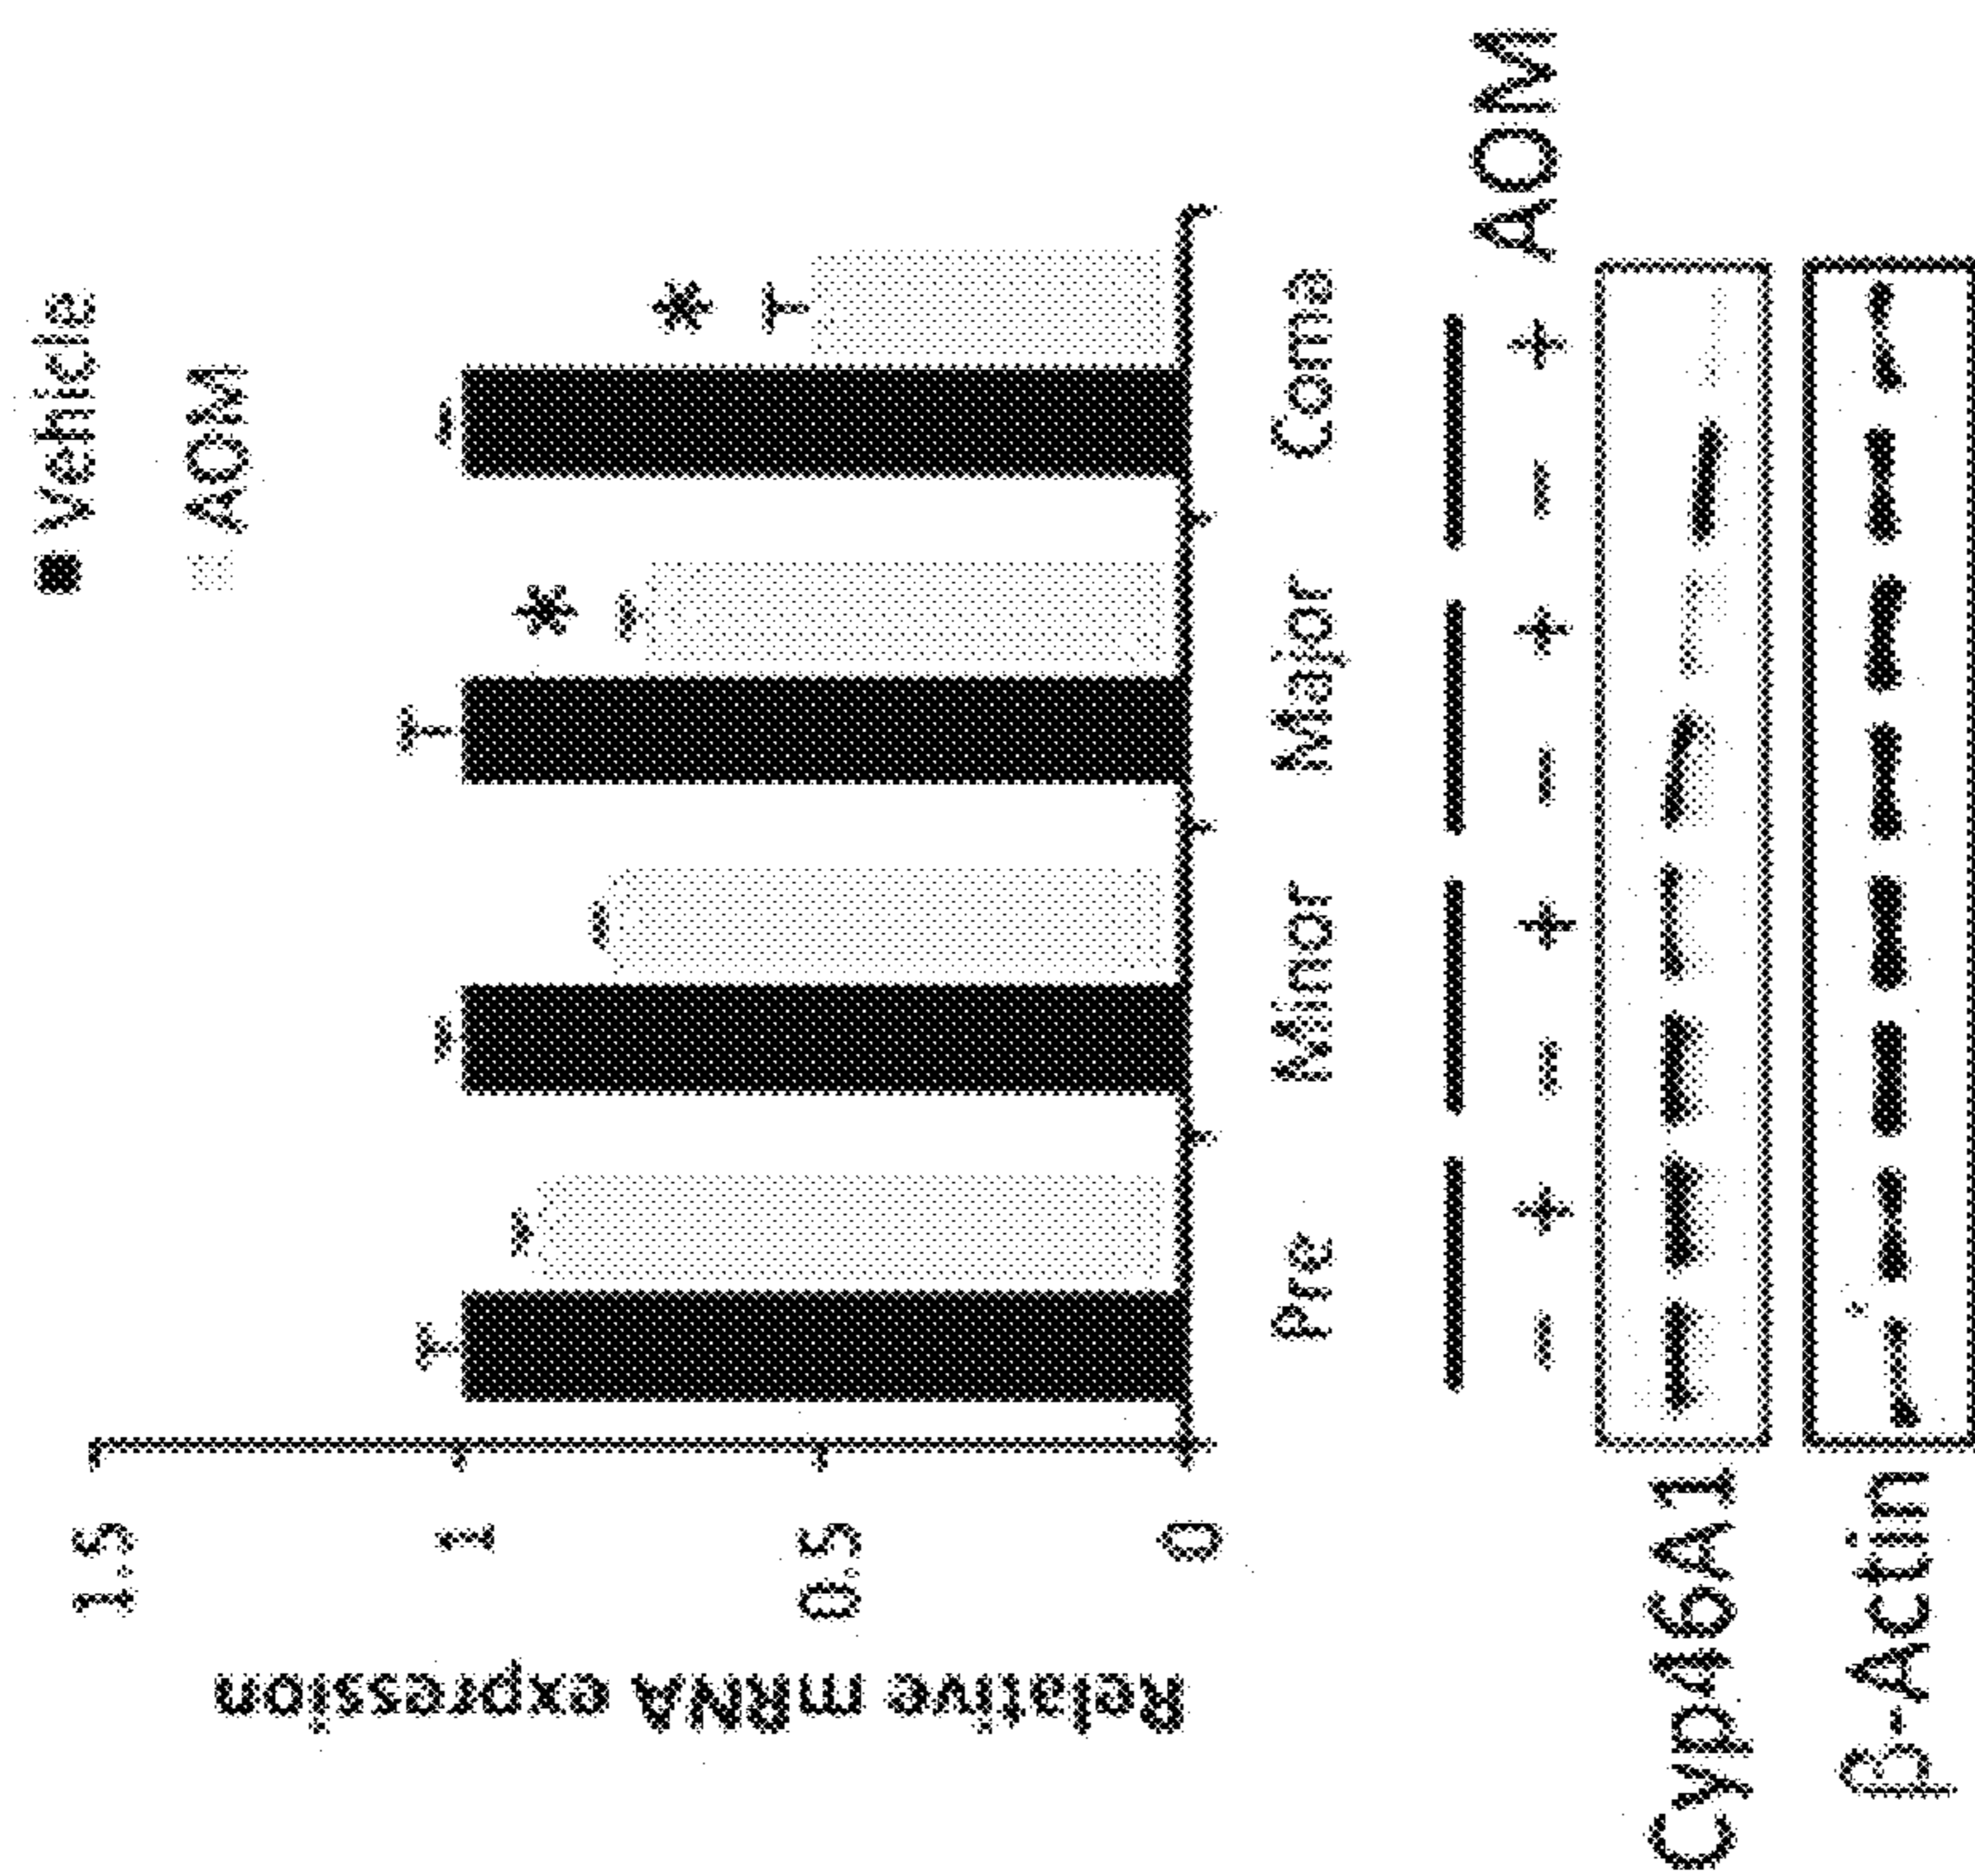 Vehicle
AOM
Relative mRNA expression
1.5
1
0.5
0
*
*
Pre Minor Major Coma
- + - + - + - + AOM
Cyp46A1
β-Actin